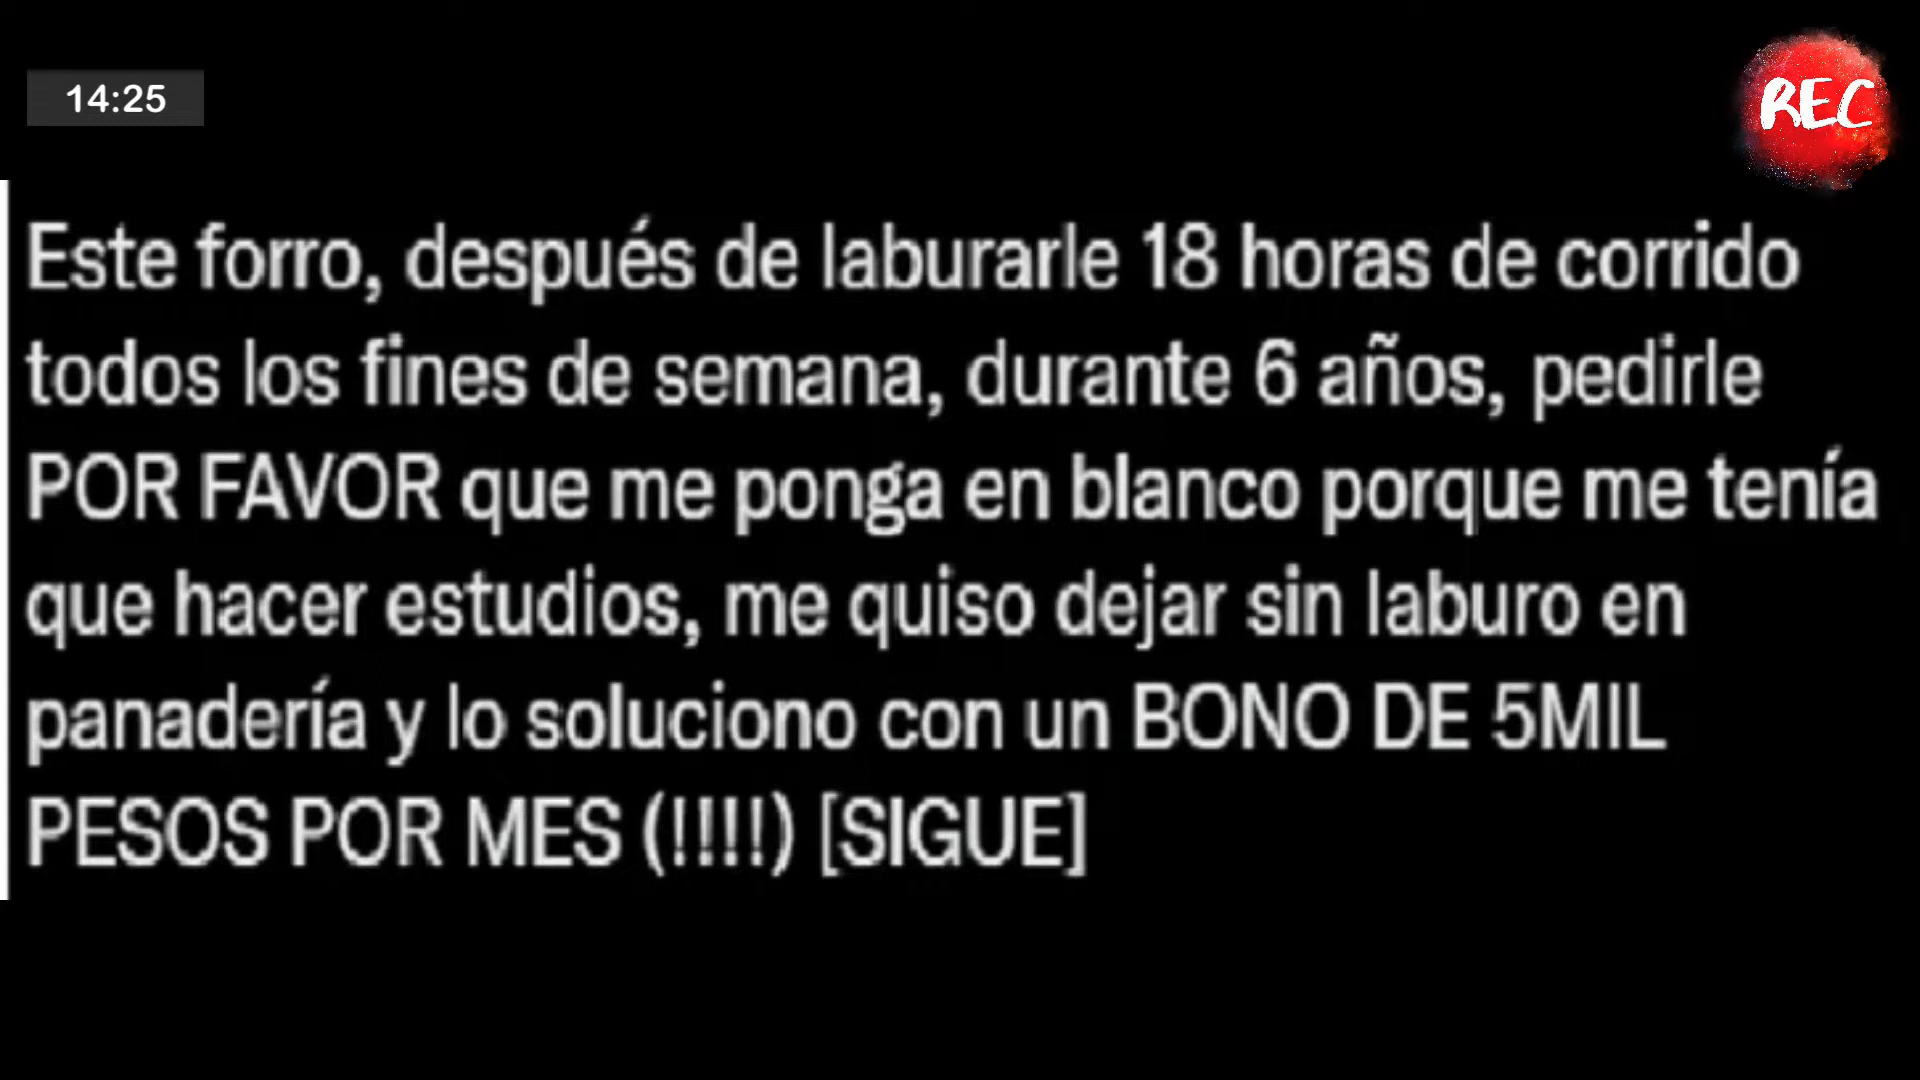 14:25
REC
Este forro, después de laburarle 18 horas de corrido
todos los fines de semana, durante 6 años, pedirle
POR FAVOR que me ponga en blanco porque me tenía
que hacer estudios, me quiso dejar sin laburo en
panadería y lo soluciono con un BONO DE 5MIL
PESOS POR MES (!!!!) [SIGUE]